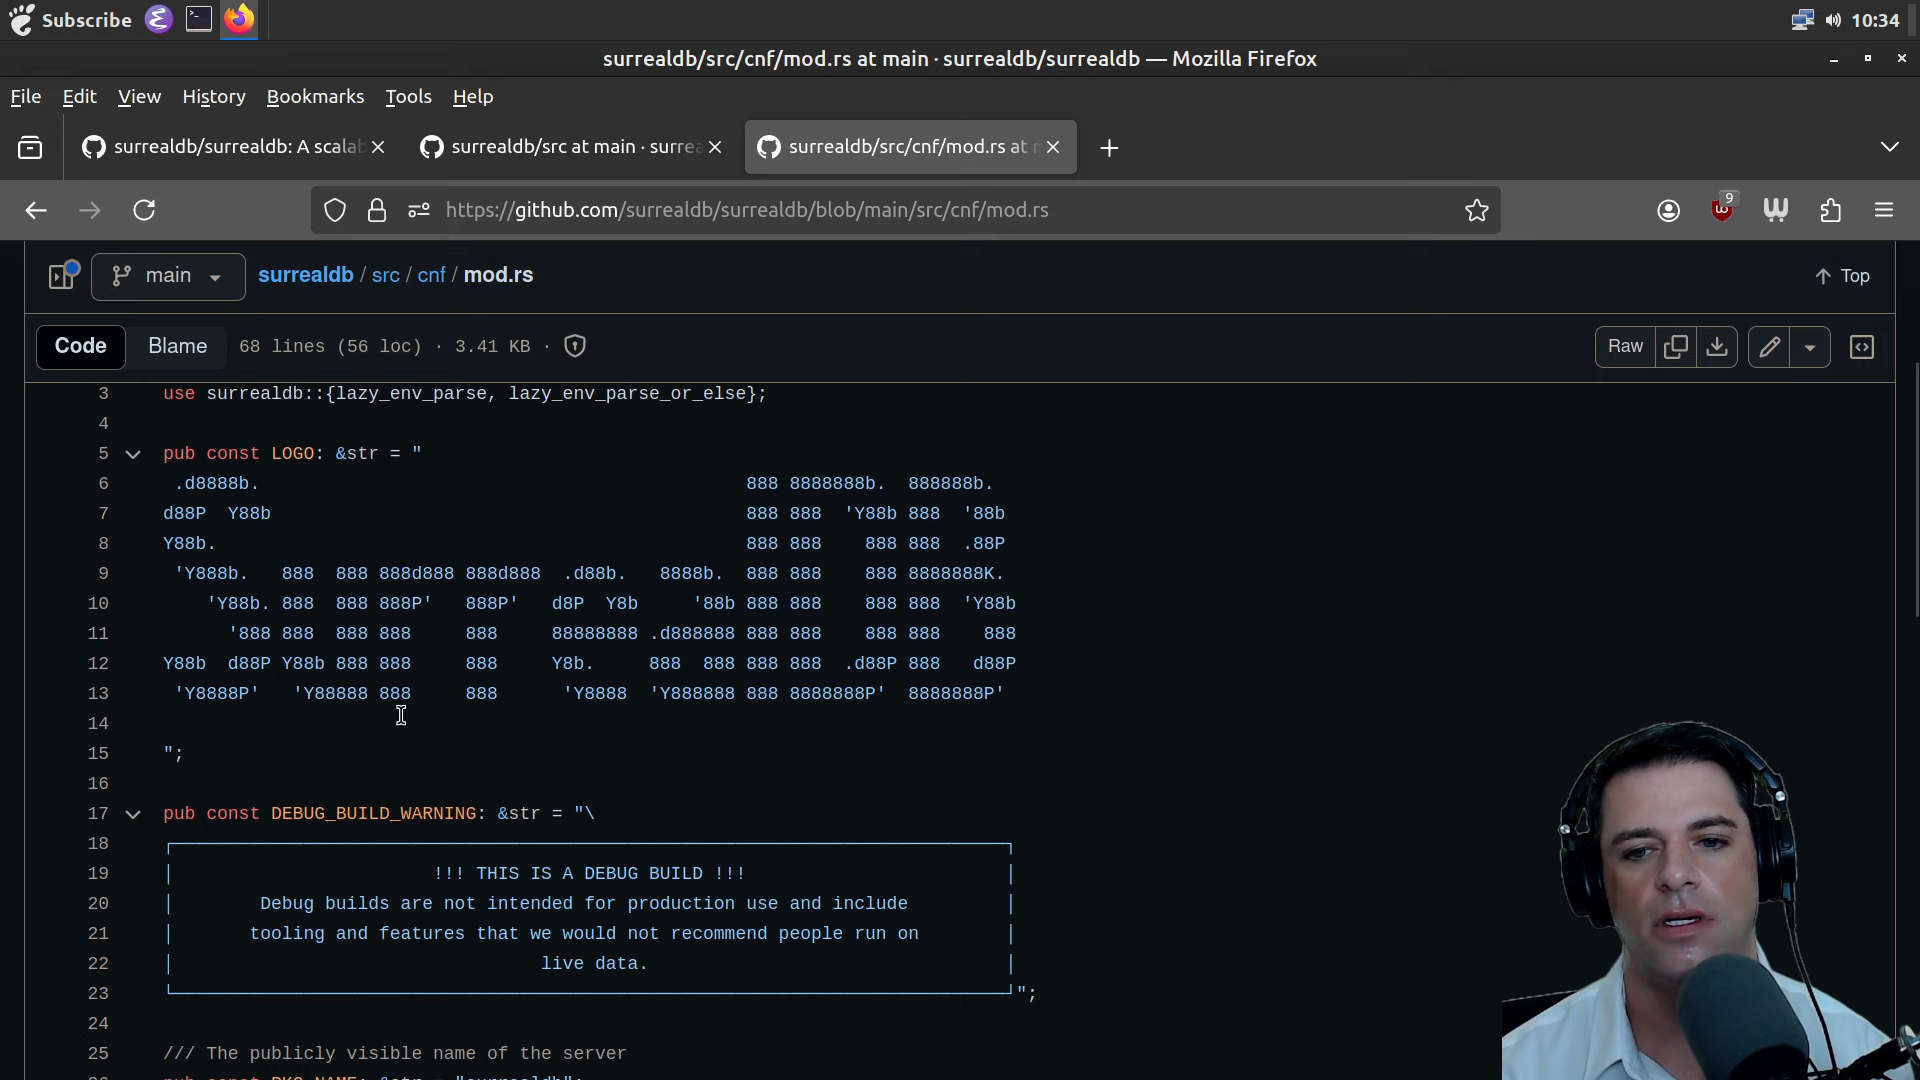 Subscribe 10:34
surrealdb/src/cnf/mod.rs at main · surrealdb/surrealdb — Mozilla Firefox
File Edit View History Bookmarks Tools Help
surrealdb/surrealdb: A scalab surrealdb/src at main · surrea surrealdb/src/cnf/mod.rs at
https://github.com/surrealdb/surrealdb/blob/main/src/cnf/mod.rs 9
main surrealdb / src / cnf / mod.rs Top
Code Blame 68 lines (56 loc) · 3.41 KB · Raw
3 use surrealdb::{lazy_env_parse, lazy_env_parse_or_else};
4
5 pub const LOGO: &str = "
6  .d8888b.                                             888 8888888b.  888888b.
7 d88P  Y88b                                            888 888  'Y88b 888  '88b
8 Y88b.                                                 888 888    888 888  .88P
9  'Y888b.   888  888 888d888 888d888  .d88b.   8888b.  888 888    888 8888888K.
10     'Y88b. 888  888 888P'   888P'   d8P  Y8b     '88b 888 888    888 888  'Y88b
11       '888 888  888 888     888     88888888 .d888888 888 888    888 888    888
12 Y88b  d88P Y88b 888 888     888     Y8b.     888  888 888 888  .d88P 888   d88P
13  'Y8888P'   'Y88888 888     888      'Y8888  'Y888888 888 8888888P'  8888888P'
14
15 ";
16
17 pub const DEBUG_BUILD_WARNING: &str = "\
18 ┌─────────────────────────────────────────────────────────────────────────────┐
19 │                        !!! THIS IS A DEBUG BUILD !!!                        │
20 │        Debug builds are not intended for production use and include         │
21 │       tooling and features that we would not recommend people run on        │
22 │                                  live data.                                 │
23 └─────────────────────────────────────────────────────────────────────────────┘";
24
25 /// The publicly visible name of the server
26 pub const PKG_NAME: &str = "surrealdb";